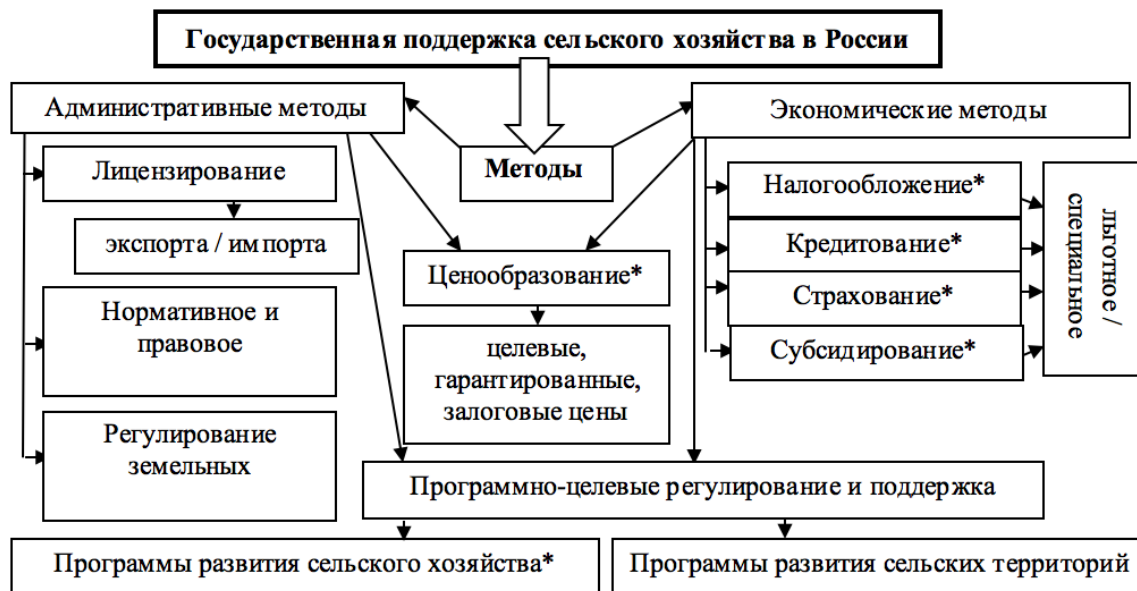 Государственная поддержка сельского хозяйства в России
Административные методы
Экономические методы
Методы
Лицензирование
экспорта / импорта
Нормативное и
правовое
Регулирование
земельных
Ценообразование*
целевые,
гарантированные,
залоговые цены
Налогообложение*
Кредитование*
Страхование*
Субсидирование*
льготное /
специальное
Программно-целевые регулирование и поддержка
Программы развития сельского хозяйства*
Программы развития сельских территорий